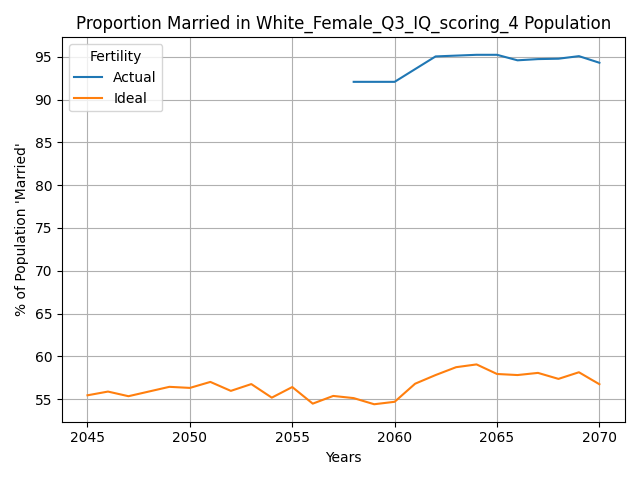 Proportion Married in White_Female_Q3_IQ_scoring_4 Population
Fertility
Actual
Ideal
% of Population 'Married'
95
90
85
80
75
70
65
60
55
2045
2050
2055
2060
2065
2070
Years